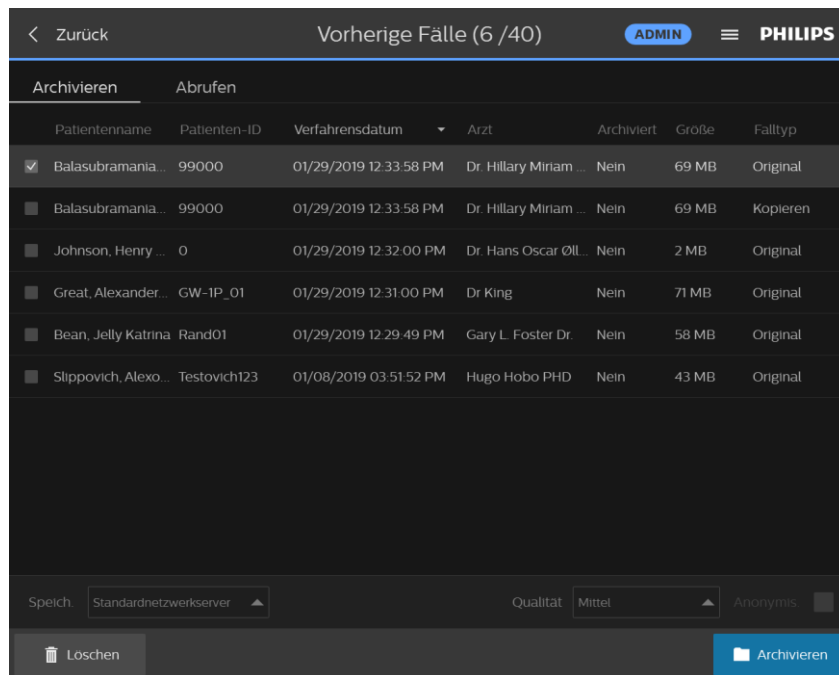 Zurück Vorherige Fälle (6 /40) ADMIN PHILIPS
Archivieren Abrufen
Patientenname Patienten-ID Verfahrensdatum Arzt Archiviert Größe Falltyp
Balasubramania... 99000 01/29/2019 12:33:58 PM Dr. Hillary Miriam ... Nein 69 MB Original
Balasubramania... 99000 01/29/2019 12:33:58 PM Dr. Hillary Miriam ... Nein 69 MB Kopieren
Johnson, Henry ... 0 01/29/2019 12:32:00 PM Dr. Hans Oscar Øll... Nein 2 MB Original
Great, Alexander... GW-1P_01 01/29/2019 12:31:00 PM Dr King Nein 71 MB Original
Bean, Jelly Katrina Rand01 01/29/2019 12:29:49 PM Gary L. Foster Dr. Nein 58 MB Original
Slippovich, Alexo... Testovich123 01/08/2019 03:51:52 PM Hugo Hobo PHD Nein 43 MB Original
Speich. Standardnetzwerkserver Qualität Mittel Anonymis.
Löschen Archivieren